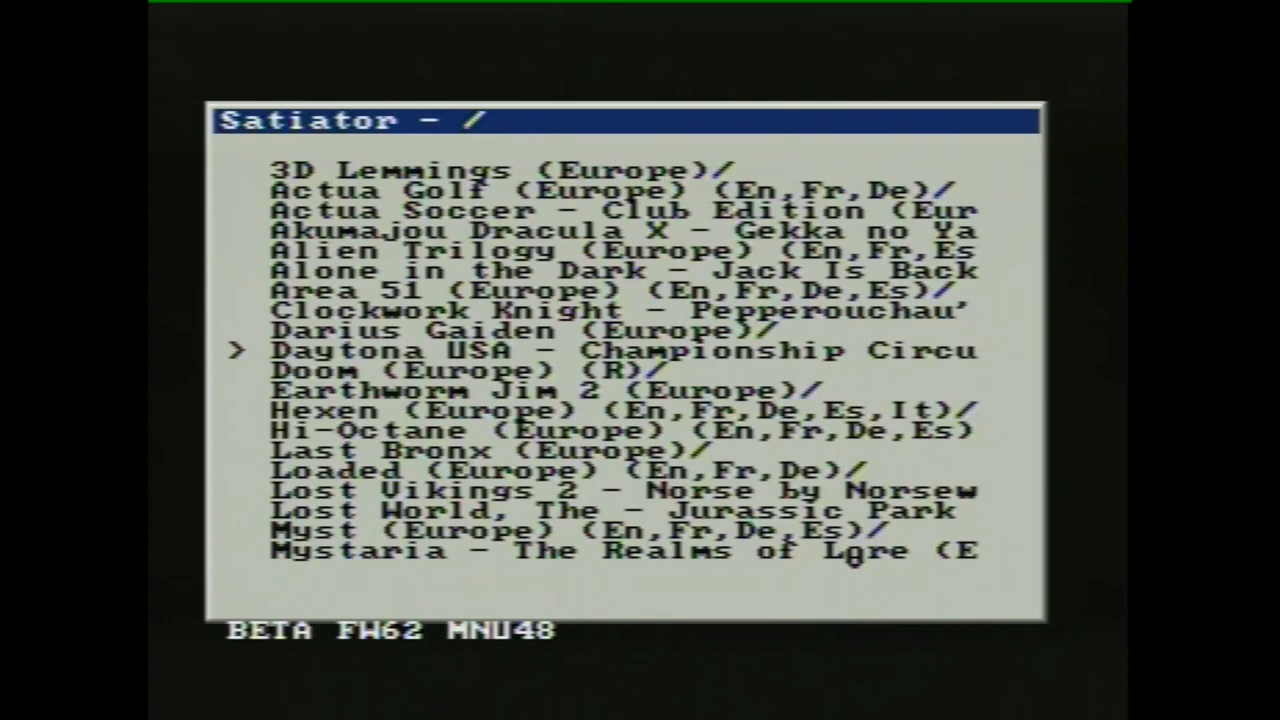 Satiator - /
3D Lemmings (Europe)/
Actua Golf (Europe) (En,Fr,De)/
Actua Soccer - Club Edition (Eur
Akumajou Dracula X - Gekka no Ya
Alien Trilogy (Europe) (En,Fr,Es
Alone in the Dark - Jack Is Back
Area 51 (Europe) (En,Fr,De,Es)/
Clockwork Knight - Pepperouchau'
Darius Gaiden (Europe)/
> Daytona USA - Championship Circu
Doom (Europe) (R)/
Earthworm Jim 2 (Europe)/
Hexen (Europe) (En,Fr,De,Es,It)/
Hi-Octane (Europe) (En,Fr,De,Es)
Last Bronx (Europe)/
Loaded (Europe) (En,Fr,De)/
Lost Vikings 2 - Norse by Norsew
Lost World, The - Jurassic Park
Myst (Europe) (En,Fr,De,Es)/
Mystaria - The Realms of Lore (E
BETA FW62 MNU48